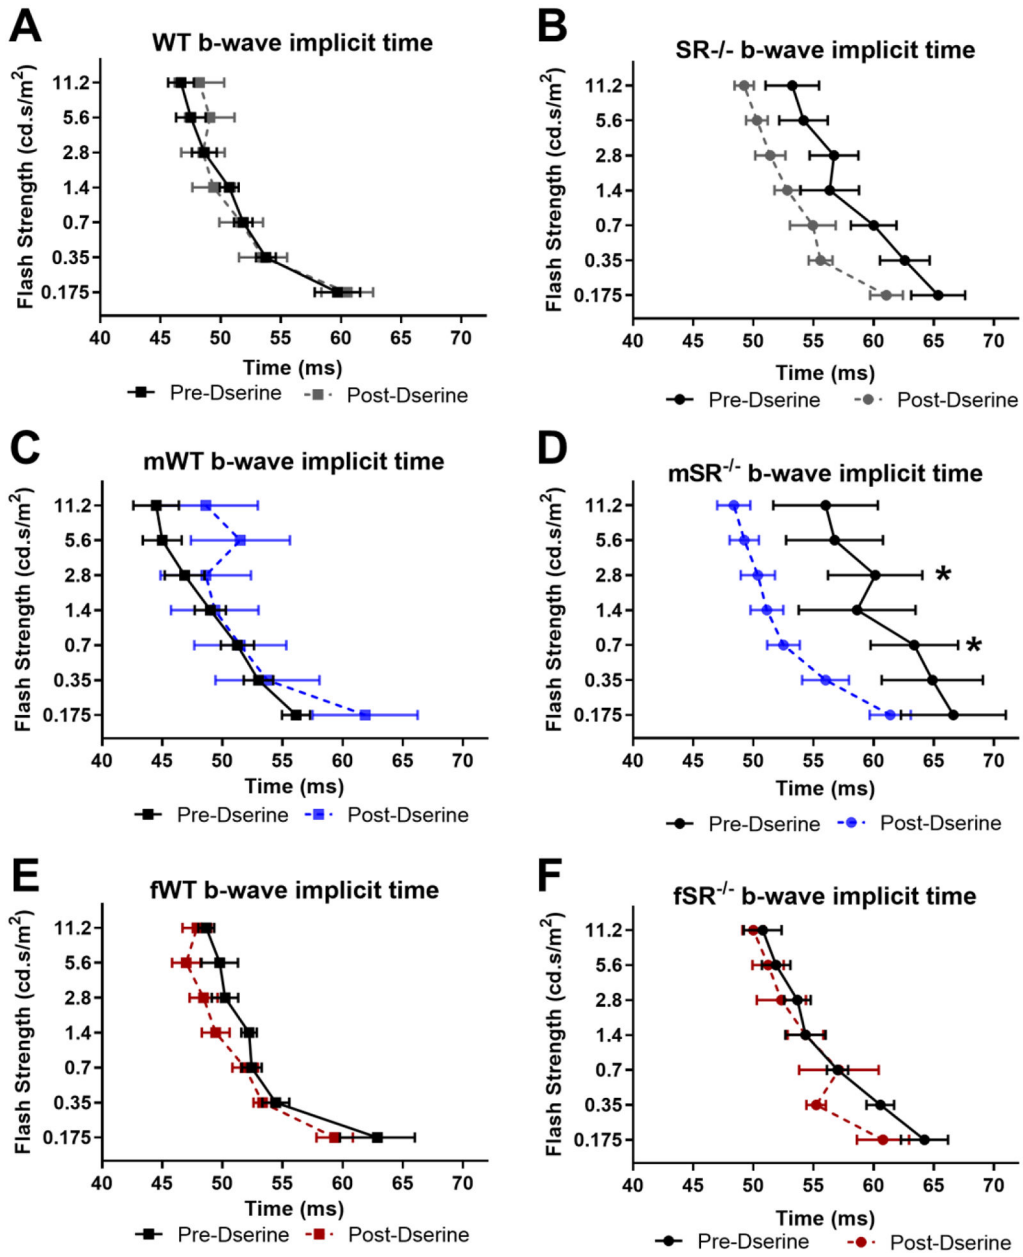 A
WT b-wave implicit time
Flash Strength (cd.s/m²)
11.2
5.6
2.8
1.4
0.7
0.35
0.175
40 45 50 55 60 65 70
Time (ms)
Pre-Dserine Post-Dserine
B
SR-/- b-wave implicit time
Flash Strength (cd.s/m²)
11.2
5.6
2.8
1.4
0.7
0.35
0.175
40 45 50 55 60 65 70
Time (ms)
Pre-Dserine Post-Dserine
C
mWT b-wave implicit time
Flash Strength (cd.s/m²)
11.2
5.6
2.8
1.4
0.7
0.35
0.175
40 45 50 55 60 65 70
Time (ms)
Pre-Dserine Post-Dserine
D
mSR⁻/⁻ b-wave implicit time
Flash Strength (cd.s/m²)
11.2
5.6
2.8
*
1.4
0.7
*
0.35
0.175
40 45 50 55 60 65 70
Time (ms)
Pre-Dserine Post-Dserine
E
fWT b-wave implicit time
Flash Strength (cd.s/m²)
11.2
5.6
2.8
1.4
0.7
0.35
0.175
40 45 50 55 60 65 70
Time (ms)
Pre-Dserine Post-Dserine
F
fSR⁻/⁻ b-wave implicit time
Flash Strength (cd.s/m²)
11.2
5.6
2.8
1.4
0.7
0.35
0.175
40 45 50 55 60 65 70
Time (ms)
Pre-Dserine Post-Dserine